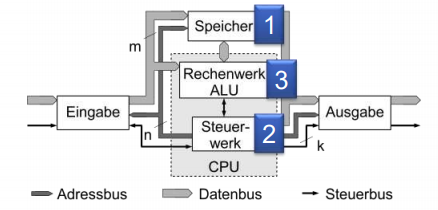 Speicher 1
m
Rechenwerk 3
ALU
Eingabe
Ausgabe
n
Steuer-
werk 2
k
CPU
Adressbus
Datenbus
Steuerbus